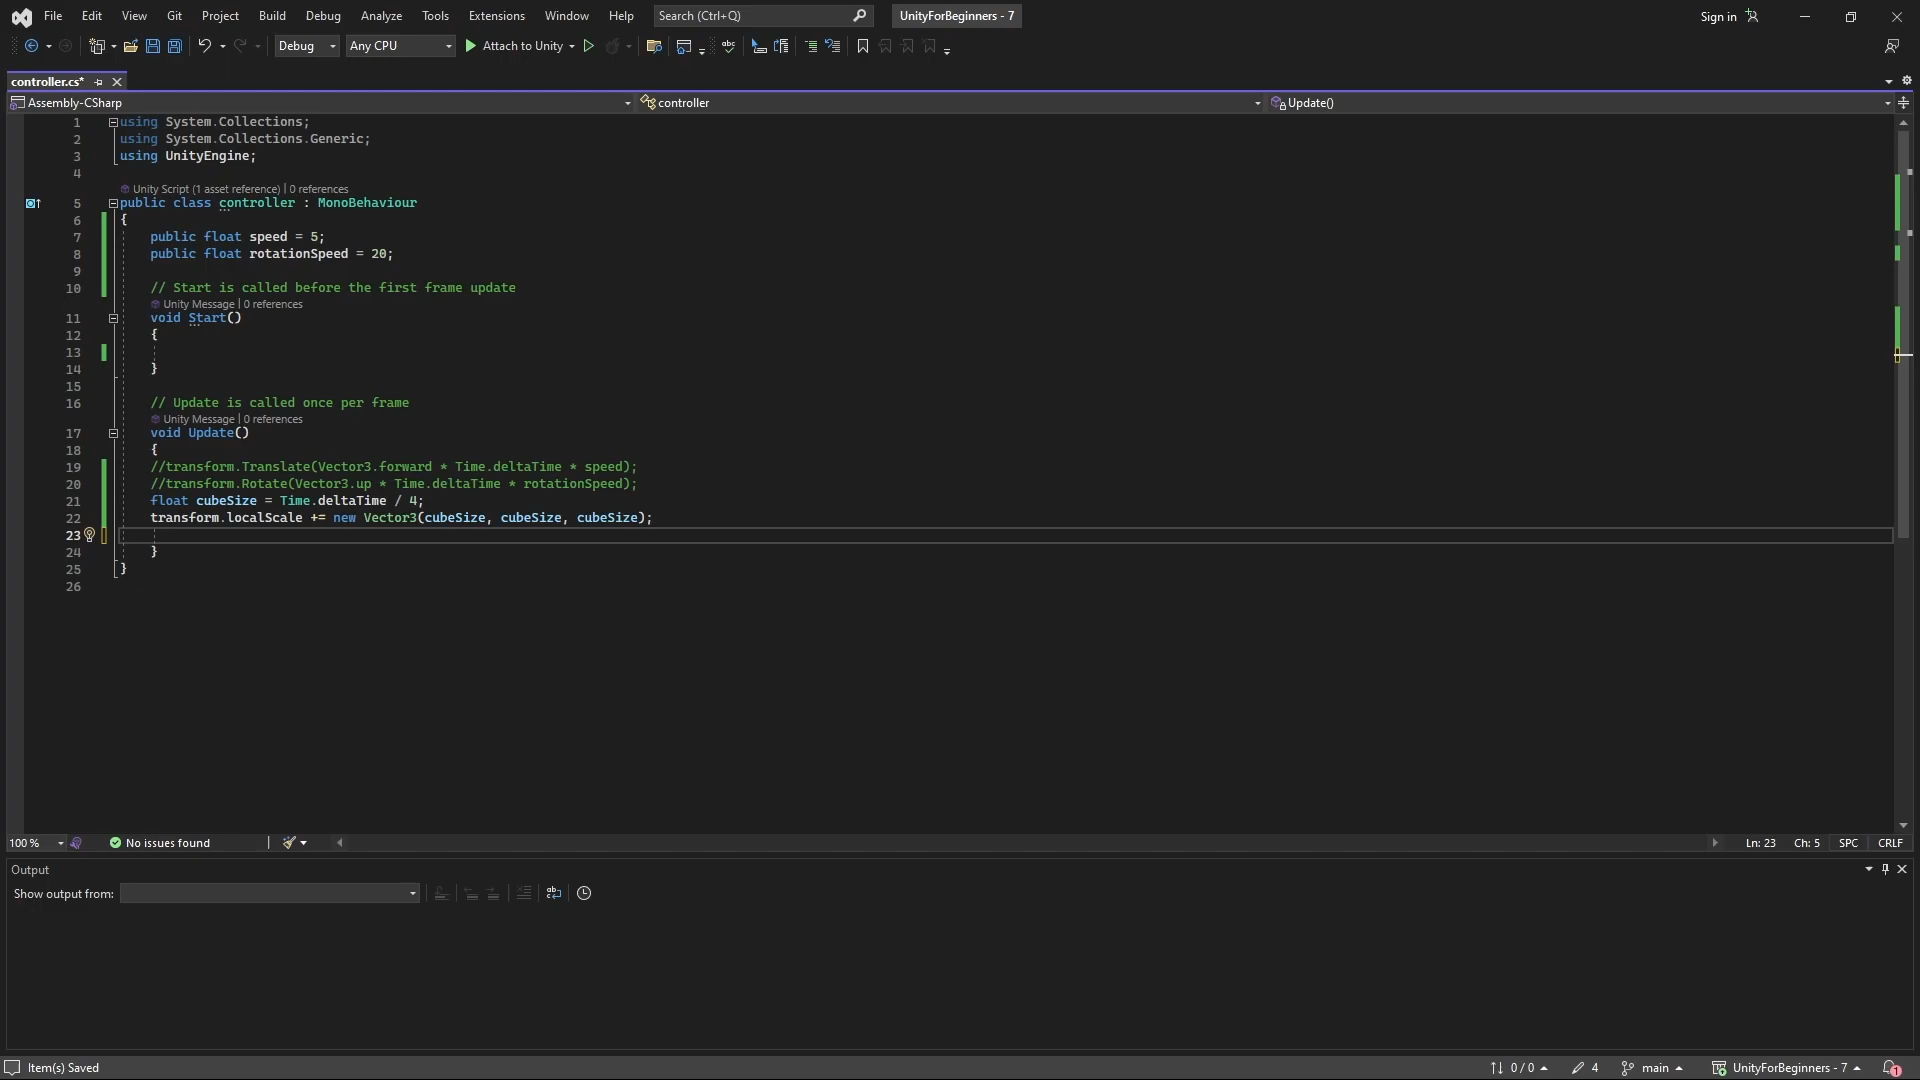 File Edit View Git Project Build Debug Analyze Tools Extensions Window Help Search (Ctrl+Q) UnityForBeginners - 7 Sign in
Debug Any CPU Attach to Unity
controller.cs*
Assembly-CSharp controller Update()
1 using System.Collections;
2 using System.Collections.Generic;
3 using UnityEngine;
4
Unity Script (1 asset reference) | 0 references
5 public class controller : MonoBehaviour
6 {
7 public float speed = 5;
8 public float rotationSpeed = 20;
9
10 // Start is called before the first frame update
Unity Message | 0 references
11 void Start()
12 {
13
14 }
15
16 // Update is called once per frame
Unity Message | 0 references
17 void Update()
18 {
19 //transform.Translate(Vector3.forward * Time.deltaTime * speed);
20 //transform.Rotate(Vector3.up * Time.deltaTime * rotationSpeed);
21 float cubeSize = Time.deltaTime / 4;
22 transform.localScale += new Vector3(cubeSize, cubeSize, cubeSize);
23
24 }
25 }
26
100 % No issues found Ln: 23 Ch: 5 SPC CRLF
Output
Show output from:
Item(s) Saved 0 / 0 4 main UnityForBeginners - 7 1